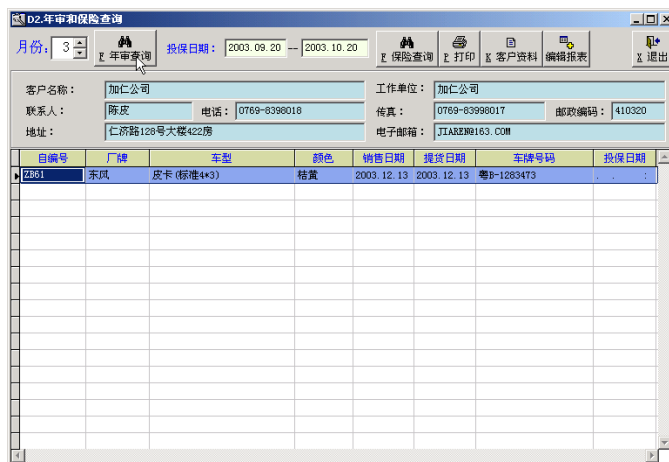 D2.年审和保险查询
月份： 3 F 年审查询 投保日期： 2003.09.20 -- 2003.10.20 F 保险查询 P 打印 K 客户资料 编辑报表 X 退出
客户名称： 加仁公司 工作单位： 加仁公司
联系人： 陈皮 电话： 0769-8398018 传真： 0769-83998017 邮政编码： 410320
地址： 仁济路128号大楼422房 电子邮箱： JIAREN@163.COM
自编号 厂牌 车型 颜色 销售日期 提货日期 车牌号码 投保日期
ZB61 东风 皮卡(标准4*3) 桔黄 2003.12.13 2003.12.13 粤B-1283473 . . :